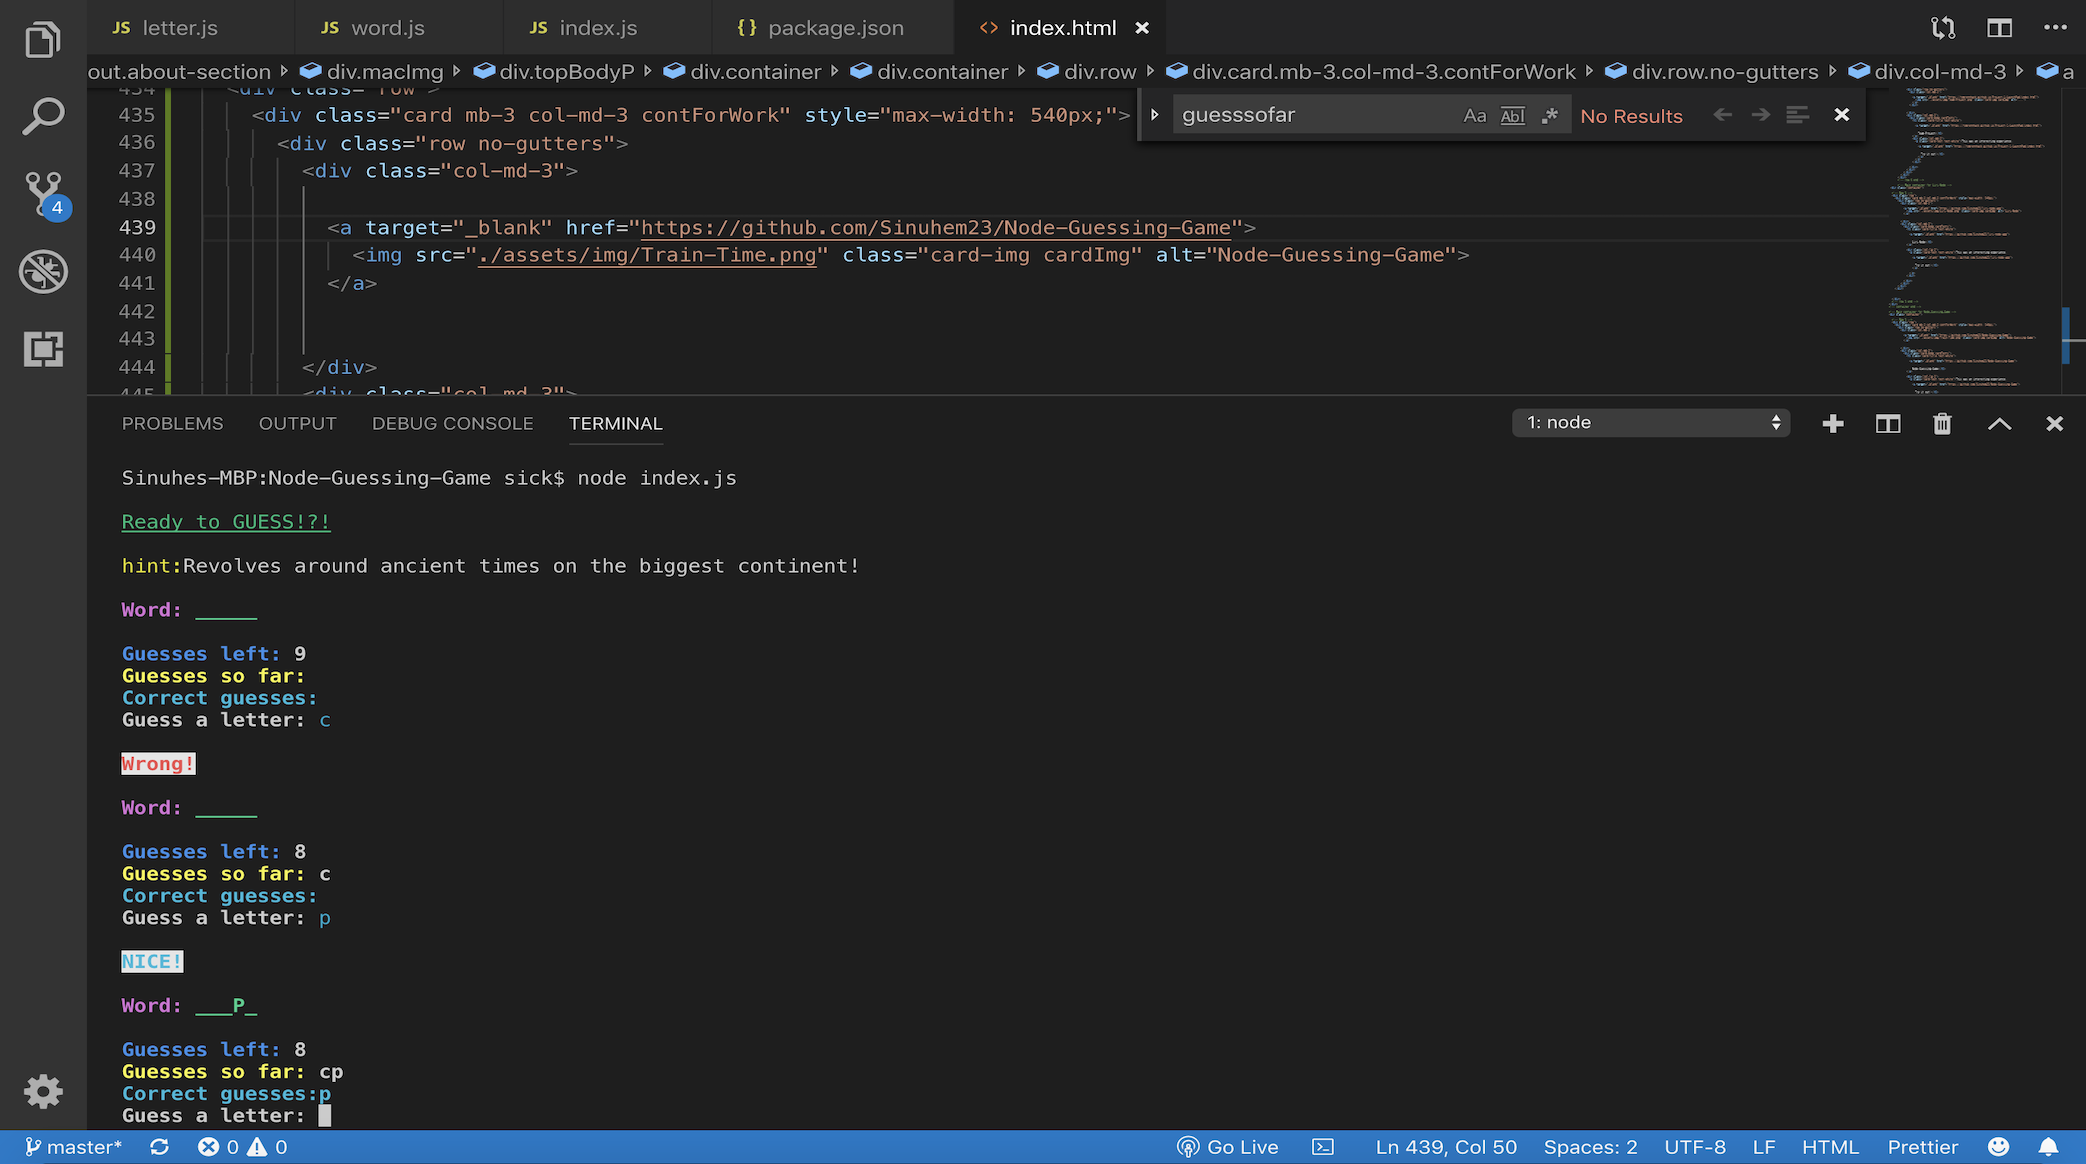 letter.js word.js index.js package.json index.html
out.about-section div.macImg div.topBodyP div.container div.container div.row div.card.mb-3.col-md-3.contForWork div.row.no-gutters div.col-md-3 a
434 <div class="row">
435 <div class="card mb-3 col-md-3 contForWork" style="max-width: 540px;">
guesssofar Aa Abl .* No Results
436 <div class="row no-gutters">
437 <div class="col-md-3">
438
439 <a target="_blank" href="https://github.com/Sinuhem23/Node-Guessing-Game">
440 <img src="./assets/img/Train-Time.png" class="card-img cardImg" alt="Node-Guessing-Game">
441 </a>
442
443
444 </div>
445 <div class="col-md-3">
PROBLEMS OUTPUT DEBUG CONSOLE TERMINAL 1: node
Sinuhes-MBP:Node-Guessing-Game sick$ node index.js
Ready to GUESS!?!
hint:Revolves around ancient times on the biggest continent!
Word: _____
Guesses left: 9
Guesses so far:
Correct guesses:
Guess a letter: c
Wrong!
Word: _____
Guesses left: 8
Guesses so far: c
Correct guesses:
Guess a letter: p
NICE!
Word: ___P_
Guesses left: 8
Guesses so far: cp
Correct guesses:p
Guess a letter:
4
master* 0 0 Go Live Ln 439, Col 50 Spaces: 2 UTF-8 LF HTML Prettier